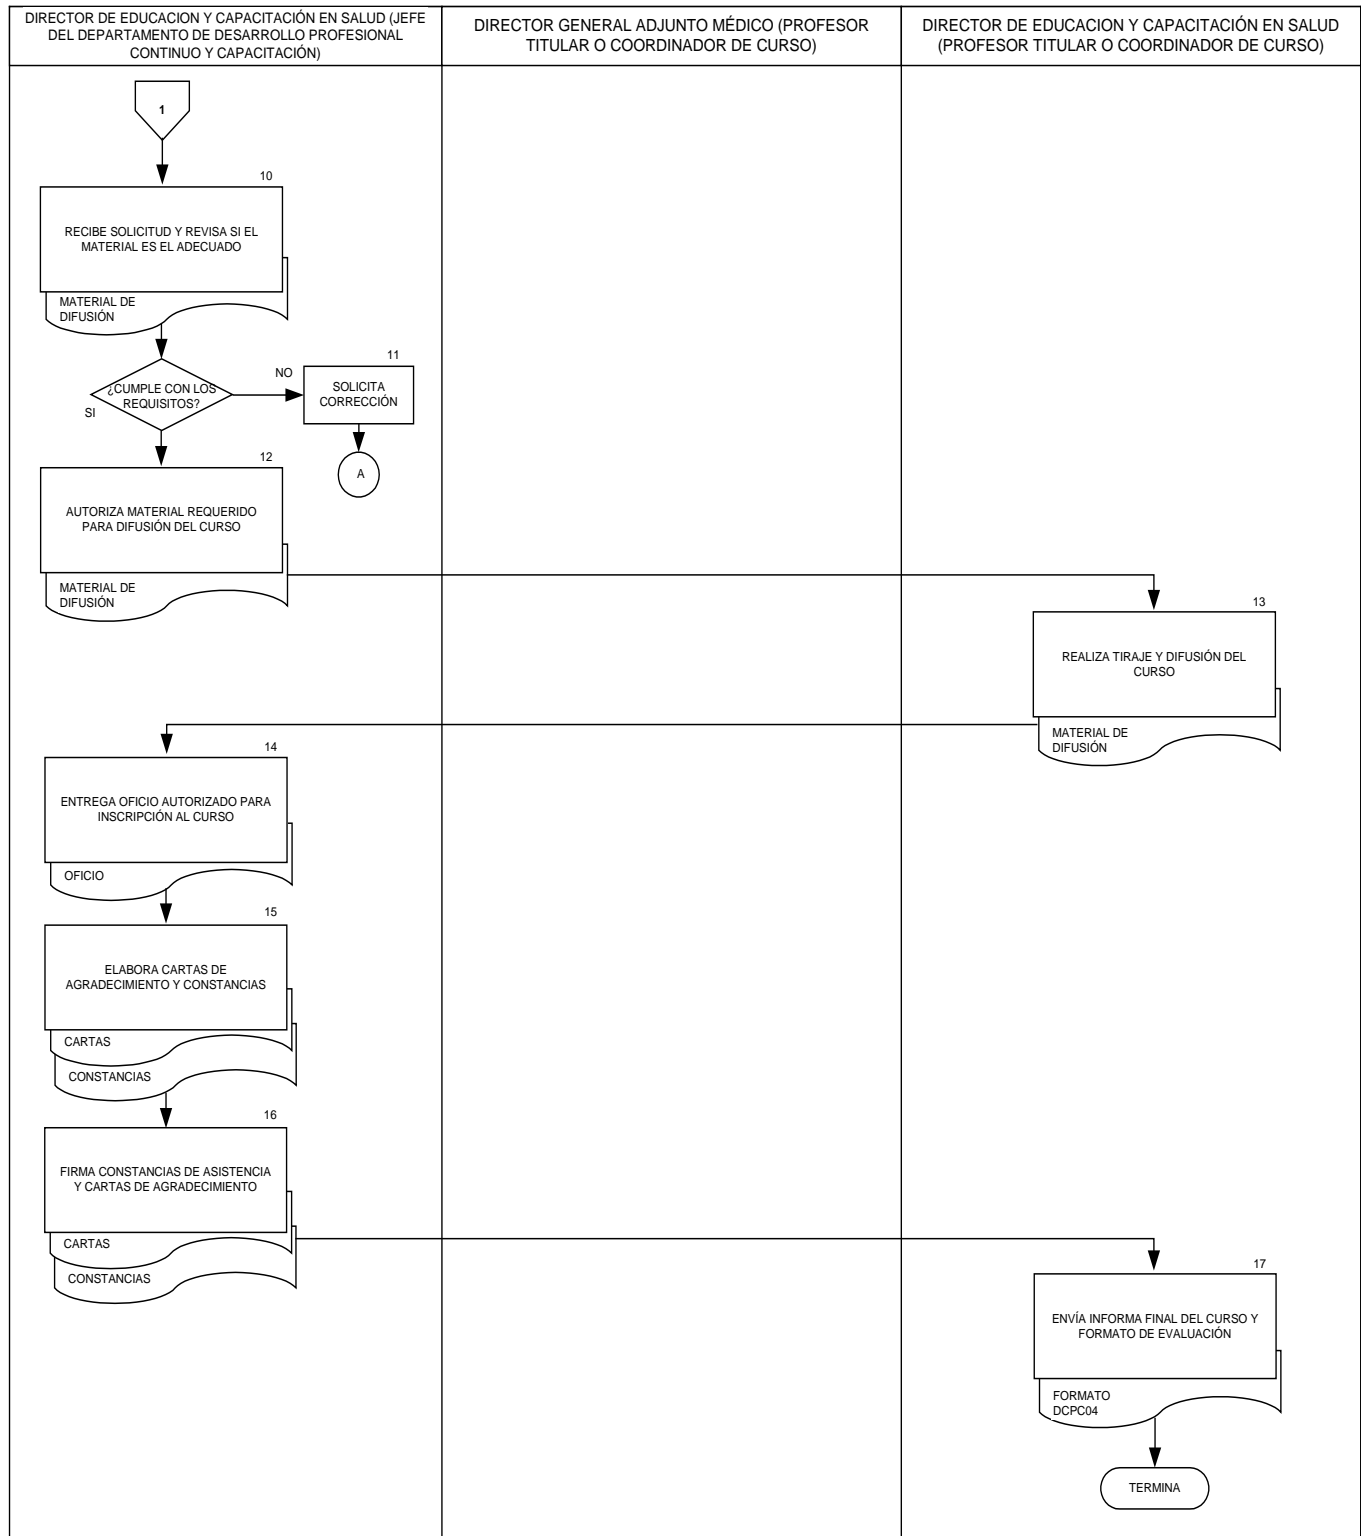 DIRECTOR DE EDUCACION Y CAPACITACIÓN EN SALUD (JEFE
DEL DEPARTAMENTO DE DESARROLLO PROFESIONAL
CONTINUO Y CAPACITACIÓN)
DIRECTOR GENERAL ADJUNTO MÉDICO (PROFESOR
TITULAR O COORDINADOR DE CURSO)
DIRECTOR DE EDUCACION Y CAPACITACIÓN EN SALUD
(PROFESOR TITULAR O COORDINADOR DE CURSO)
1
10
RECIBE SOLICITUD Y REVISA SI EL
MATERIAL ES EL ADECUADO
MATERIAL DE
DIFUSIÓN
¿CUMPLE CON LOS
REQUISITOS?
SI
NO
11
SOLICITA
CORRECCIÓN
A
12
AUTORIZA MATERIAL REQUERIDO
PARA DIFUSIÓN DEL CURSO
MATERIAL DE
DIFUSIÓN
13
REALIZA TIRAJE Y DIFUSIÓN DEL
CURSO
MATERIAL DE
DIFUSIÓN
14
ENTREGA OFICIO AUTORIZADO PARA
INSCRIPCIÓN AL CURSO
OFICIO
15
ELABORA CARTAS DE
AGRADECIMIENTO Y CONSTANCIAS
CARTAS
CONSTANCIAS
16
FIRMA CONSTANCIAS DE ASISTENCIA
Y CARTAS DE AGRADECIMIENTO
CARTAS
CONSTANCIAS
17
ENVÍA INFORMA FINAL DEL CURSO Y
FORMATO DE EVALUACIÓN
FORMATO
DCPC04
TERMINA